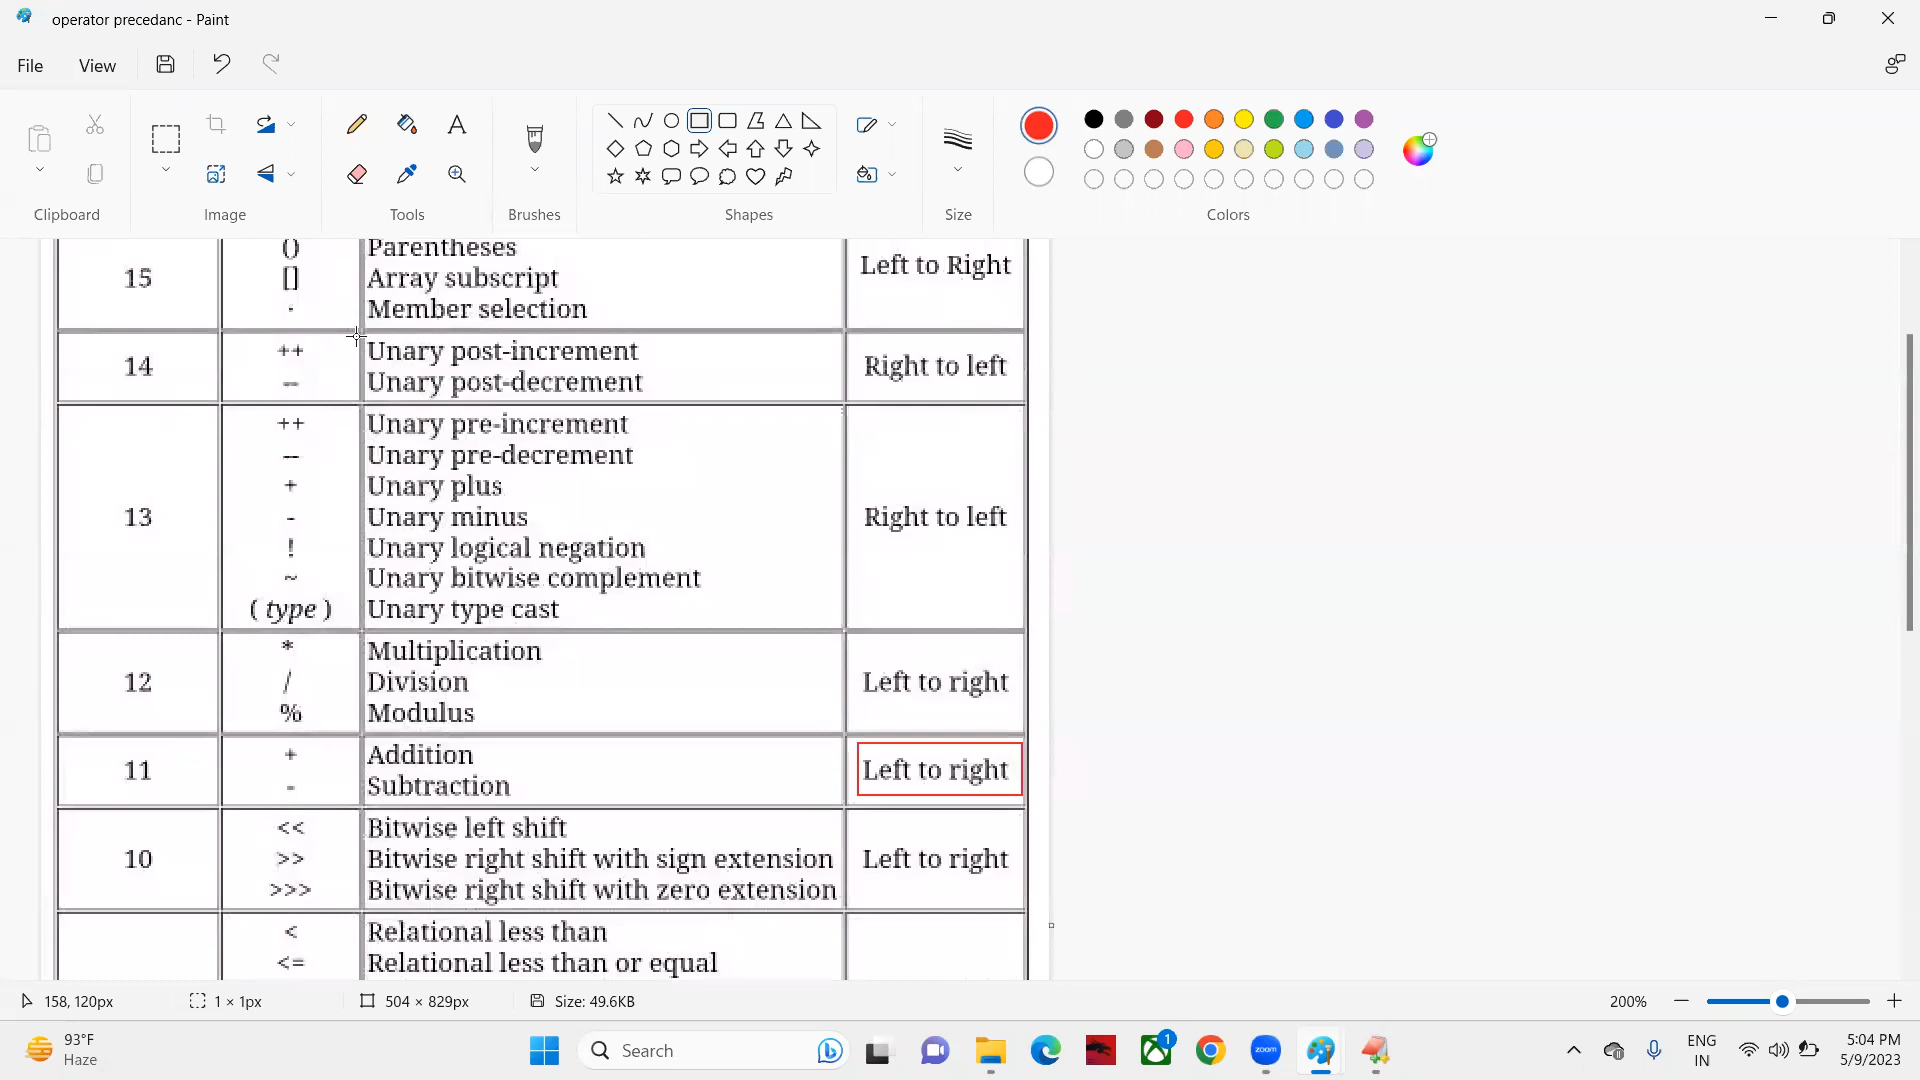 operator precedanc - Paint
File
View
Clipboard
Image
Tools
Brushes
Shapes
Size
Colors
15
()
Parentheses
Left to Right
[]
Array subscript
.
Member selection
14
++
Unary post-increment
Right to left
--
Unary post-decrement
13
++
Unary pre-increment
Right to left
--
Unary pre-decrement
+
Unary plus
-
Unary minus
!
Unary logical negation
~
Unary bitwise complement
( type )
Unary type cast
12
*
Multiplication
Left to right
/
Division
%
Modulus
11
+
Addition
Left to right
-
Subtraction
10
<<
Bitwise left shift
Left to right
>>
Bitwise right shift with sign extension
>>>
Bitwise right shift with zero extension
<
Relational less than
<=
Relational less than or equal
158, 120px
1 × 1px
504 × 829px
Size: 49.6KB
200%
93°F
Haze
Search
1
zoom
ENG
IN
5:04 PM
5/9/2023